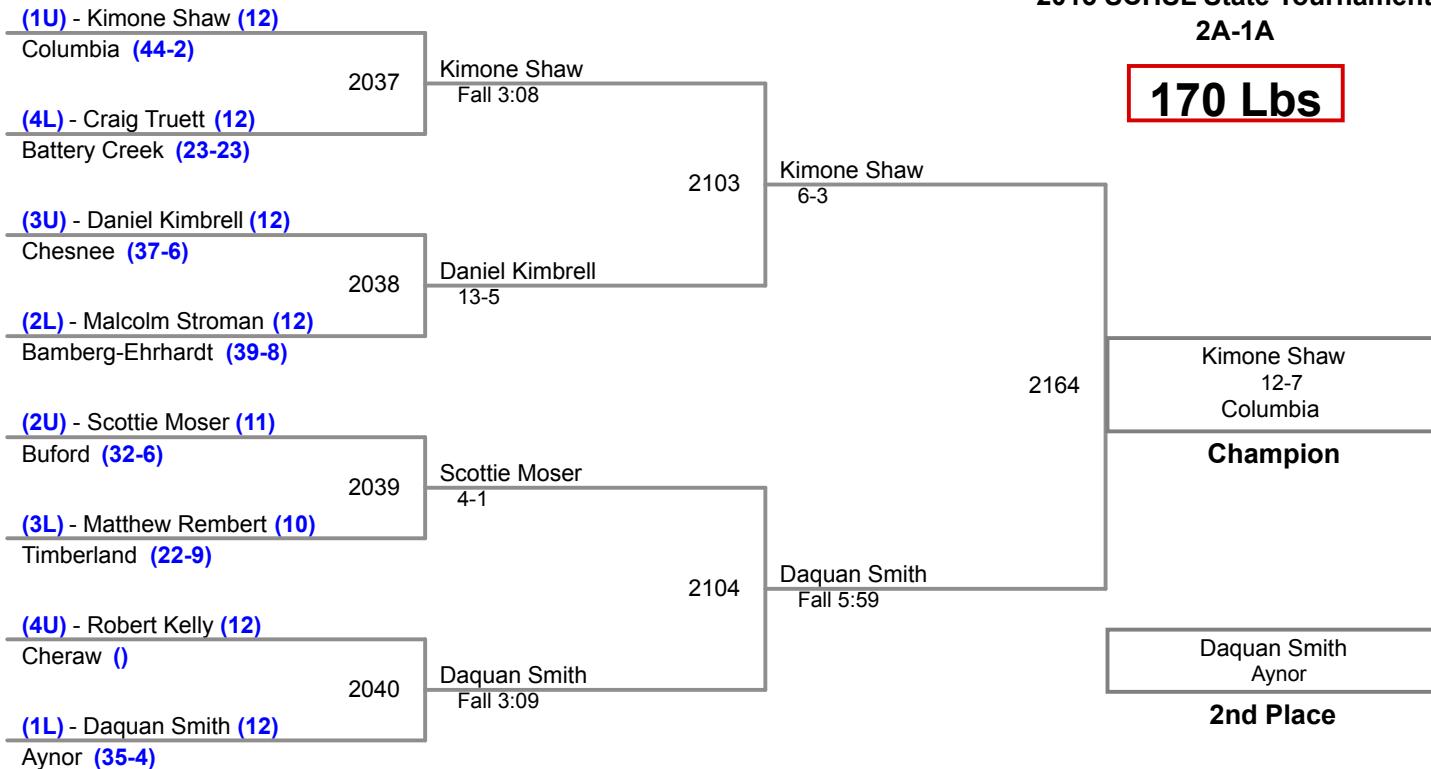 SCHSL State Tournament
2A-1A
170 Lbs
(1U) - Kimone Shaw (12)
Columbia (44-2)
2037
Kimone Shaw
Fall 3:08
(4L) - Craig Truett (12)
Battery Creek (23-23)
2103
Kimone Shaw
6-3
(3U) - Daniel Kimbrell (12)
Chesnee (37-6)
2038
Daniel Kimbrell
13-5
(2L) - Malcolm Stroman (12)
Bamberg-Ehrhardt (39-8)
2164
Kimone Shaw
12-7
Columbia
Champion
(2U) - Scottie Moser (11)
Buford (32-6)
2039
Scottie Moser
4-1
(3L) - Matthew Rembert (10)
Timberland (22-9)
2104
Daquan Smith
Fall 5:59
(4U) - Robert Kelly (12)
Cheraw ()
2040
Daquan Smith
Fall 3:09
(1L) - Daquan Smith (12)
Aynor (35-4)
Daquan Smith
Aynor
2nd Place